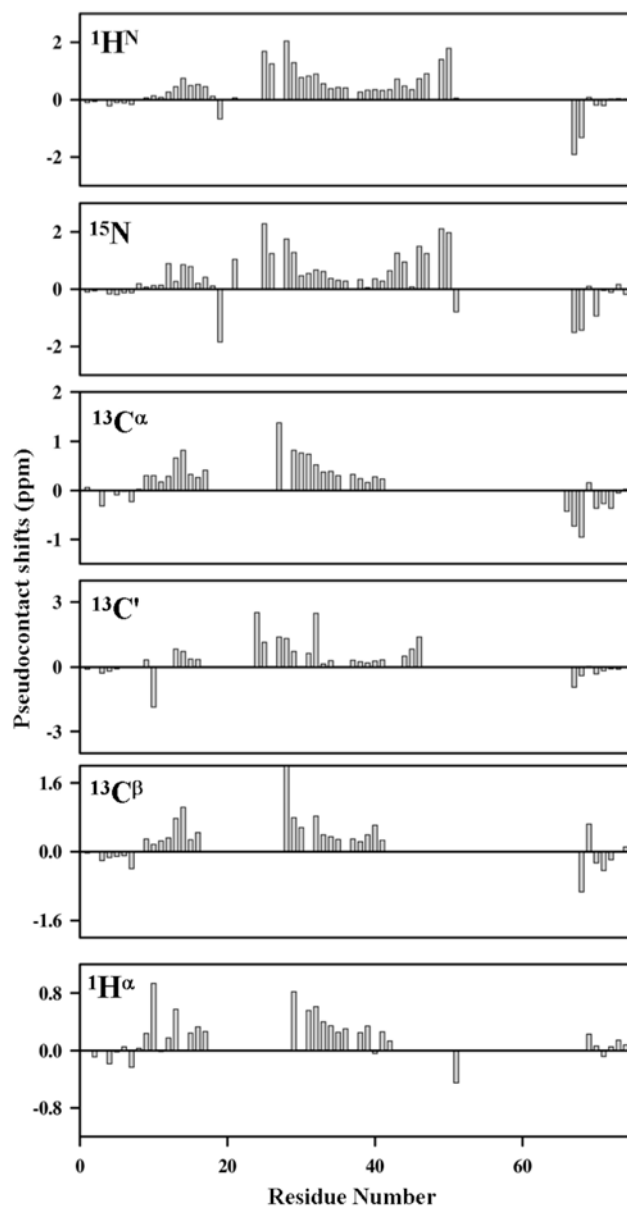 ¹Hᴺ
2
0
-2
¹⁵N
2
0
-2
¹³Cᵅ
2
1
0
-1
¹³C'
3
0
-3
¹³Cᵝ
1.6
0.0
-1.6
¹Hᵅ
0.8
0.0
-0.8
Pseudocontact shifts (ppm)
0 20 40 60
Residue Number